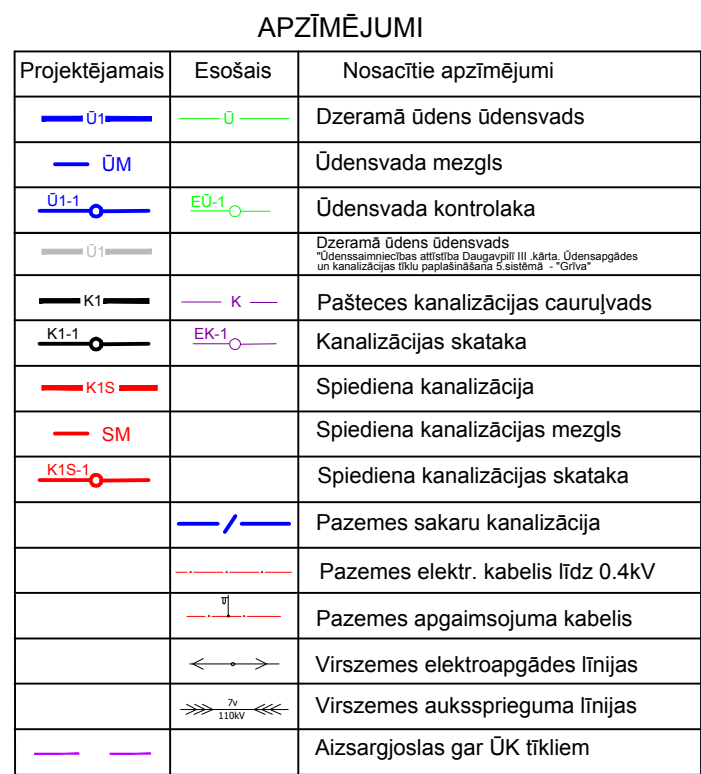 APZĪMĒJUMI
Projektējamais Esošais Nosacītie apzīmējumi
Ū1 Ū Dzeramā ūdens ūdensvads
ŪM Ūdensvada mezgls
Ū1-1 EŪ-1 Ūdensvada kontrolaka
Ū1 Dzeramā ūdens ūdensvads
"Ūdenssaimniecības attīstība Daugavpilī III .kārta. Ūdensapgādes
un kanalizācijas tīklu paplašināšana 5.sistēmā - "Grīva"
K1 K Pašteces kanalizācijas cauruļvads
K1-1 EK-1 Kanalizācijas skataka
K1S Spiediena kanalizācija
SM Spiediena kanalizācijas mezgls
K1S-1 Spiediena kanalizācijas skataka
Pazemes sakaru kanalizācija
Pazemes elektr. kabelis līdz 0.4kV
Pazemes apgaimsojuma kabelis
Virszemes elektroapgādes līnijas
7v
110kV Virszemes aukssprieguma līnijas
Aizsargjoslas gar ŪK tīkliem